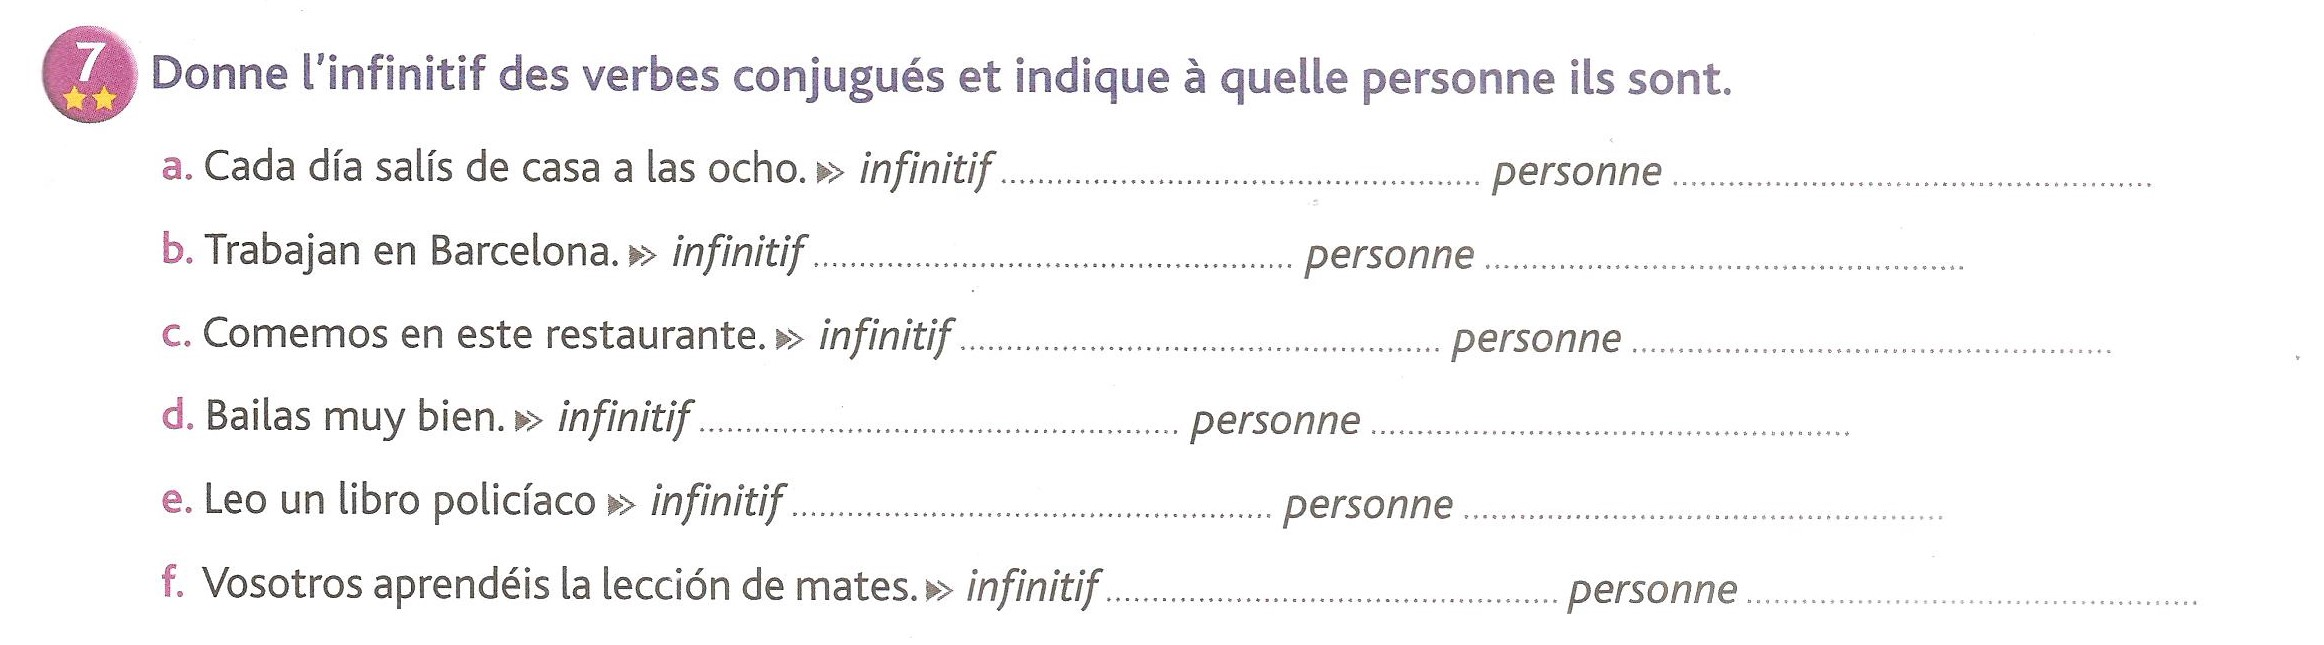 7
Donne l'infinitif des verbes conjugués et indique à quelle personne ils sont.
a. Cada día salís de casa a las ocho. infinitif .................... personne ....................
b. Trabajan en Barcelona. infinitif .................... personne ....................
c. Comemos en este restaurante. infinitif .................... personne ....................
d. Bailas muy bien. infinitif .................... personne ....................
e. Leo un libro policíaco infinitif .................... personne ....................
f. Vosotros aprendéis la lección de mates. infinitif .................... personne ....................